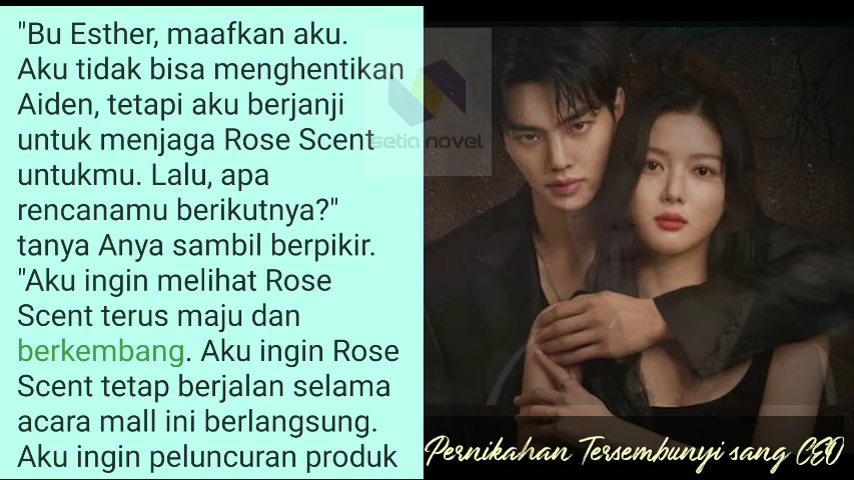 "Bu Esther, maafkan aku.
Aku tidak bisa menghentikan
Aiden, tetapi aku berjanji
untuk menjaga Rose Scent
untukmu. Lalu, apa
rencanamu berikutnya?"
tanya Anya sambil berpikir.
"Aku ingin melihat Rose
Scent terus maju dan
berkembang. Aku ingin Rose
Scent tetap berjalan selama
acara mall ini berlangsung.
Aku ingin peluncuran produk
setia novel
Pernikahan Tersembunyi sang CEO